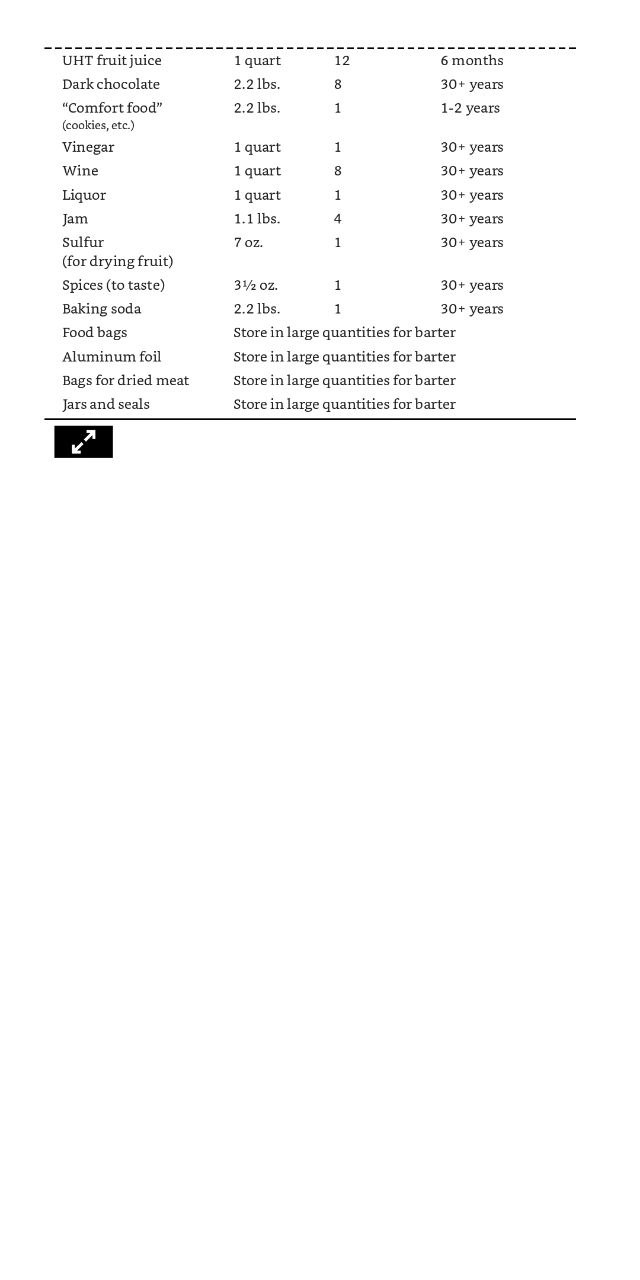 UHT fruit juice 1 quart 12 6 months
Dark chocolate 2.2 lbs. 8 30+ years
“Comfort food” 2.2 lbs. 1 1-2 years
(cookies, etc.)
Vinegar 1 quart 1 30+ years
Wine 1 quart 8 30+ years
Liquor 1 quart 1 30+ years
Jam 1.1 lbs. 4 30+ years
Sulfur 7 oz. 1 30+ years
(for drying fruit)
Spices (to taste) 3½ oz. 1 30+ years
Baking soda 2.2 lbs. 1 30+ years
Food bags Store in large quantities for barter
Aluminum foil Store in large quantities for barter
Bags for dried meat Store in large quantities for barter
Jars and seals Store in large quantities for barter